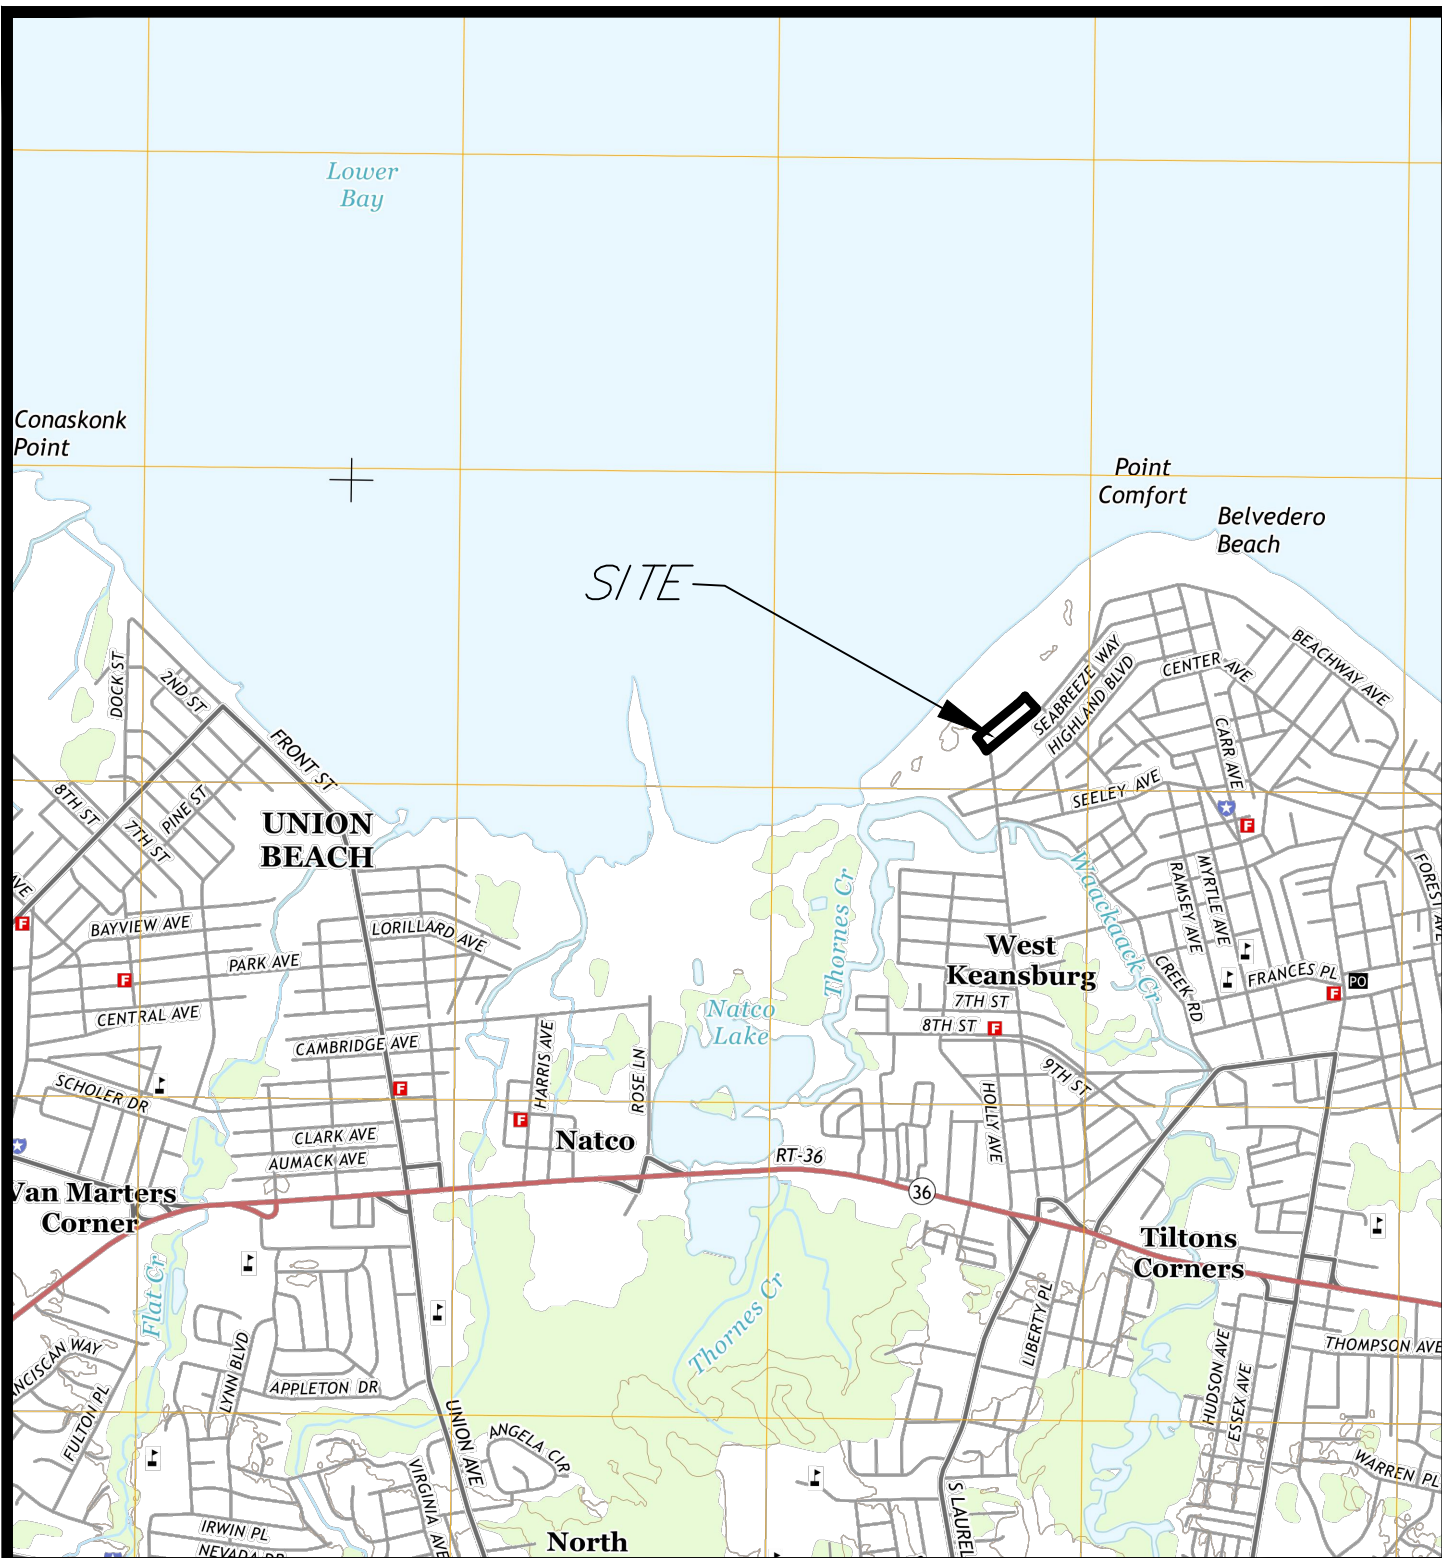 Lower
Bay
Conaskonk
Point
Point
Comfort
Belvedero
Beach
SITE
DOCK ST
2ND ST
FRONT ST
8TH ST
7TH ST
PINE ST
UNION
BEACH
AVE
BAYVIEW AVE
LORILLARD AVE
PARK AVE
CENTRAL AVE
CAMBRIDGE AVE
SCHOLER DR
CLARK AVE
AUMACK AVE
HARRIS AVE
ROSE LN
Natco
Natco
Lake
Thornes Cr
SEABREEZE WAY
HIGHLAND BLVD
CENTER AVE
BEACHWAY AVE
CARR AVE
SEELEY AVE
Waackaack Cr
RAMSEY AVE
MYRTLE AVE
FOREST AVE
West
Keansburg
CREEK RD
FRANCES PL
PO
7TH ST
8TH ST
9TH ST
HOLLY AVE
RT-36
36
Van Marters
Corner
Tiltons
Corners
Flat Cr
Thornes Cr
LIBERTY PL
THOMPSON AVE
HUDSON AVE
ESSEX AVE
NCISCAN WAY
FULTON PL
LYNN BLVD
APPLETON DR
UNION AVE
ANGELA CIR
VIRGINIA AVE
WARREN PL
S LAUREL
IRWIN PL
NEVADA DR
North
F
F
F
F
F
F
F